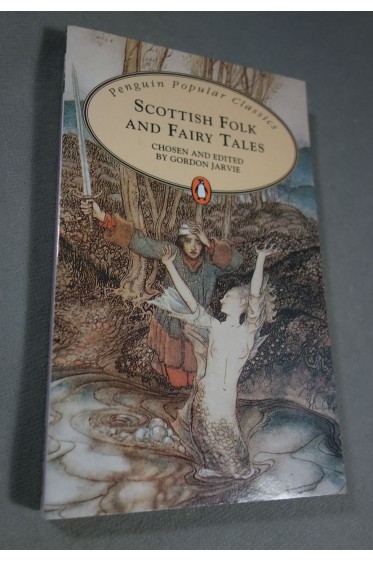 Penguin Popular Classics
SCOTTISH FOLK
AND FAIRY TALES
CHOSEN AND EDITED
BY GORDON JARVIE